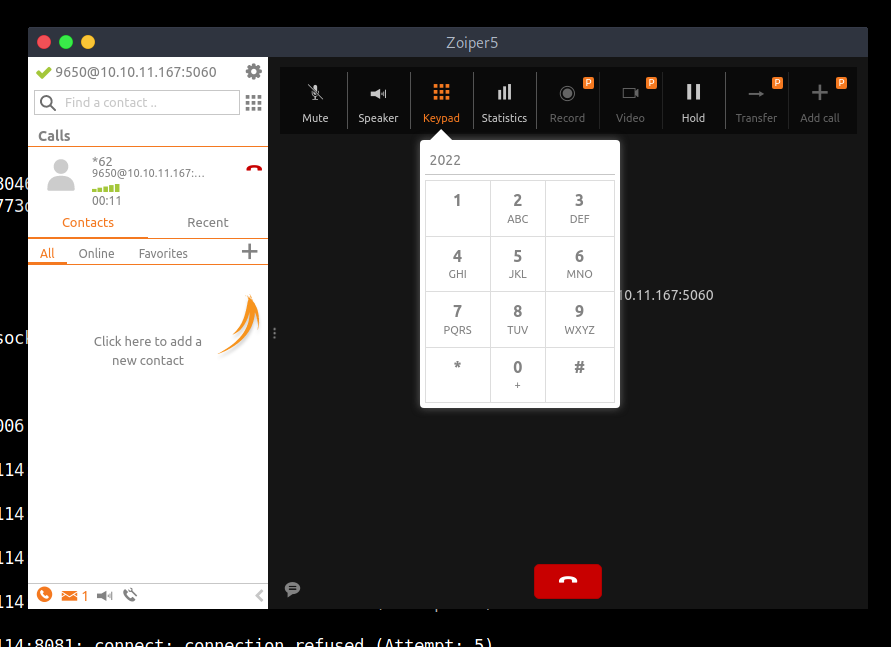 Zoiper5
9650@10.10.11.167:5060
Find a contact ..
Calls
*62
9650@10.10.11.167:...
00:11
Contacts Recent
All Online Favorites
Click here to add a
new contact
1
Mute Speaker Keypad Statistics Record Video Hold Transfer Add call
P P P P
2022
1 2 3
ABC DEF
4 5 6
GHI JKL MNO
7 8 9
PQRS TUV WXYZ
* 0 #
+
10.11.167:5060
8046
773c
sock
006
114
114
114
114
114:8081: connect: connection refused (Attempt: 5)